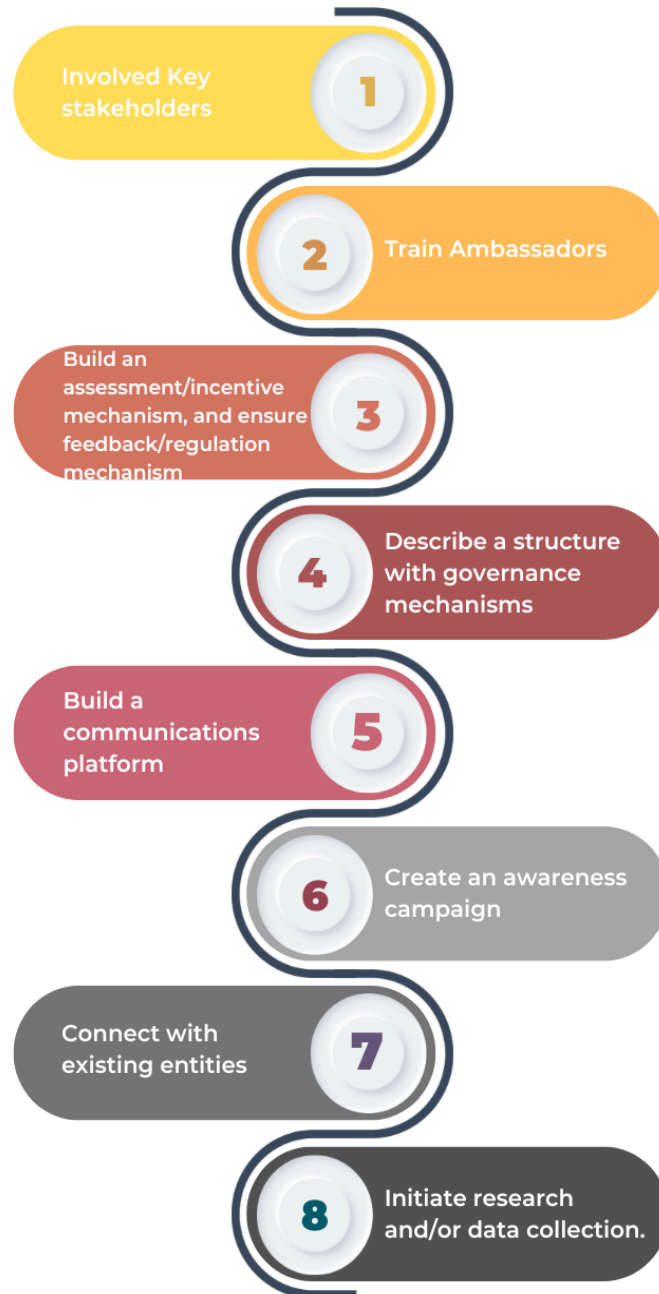 Involved Key
stakeholders
1
2
Train Ambassadors
Build an
assessment/incentive
mechanism, and ensure
feedback/regulation
mechanism
3
4
Describe a structure
with governance
mechanisms
Build a
communications
platform
5
6
Create an awareness
campaign
Connect with
existing entities
7
8
Initiate research
and/or data collection.